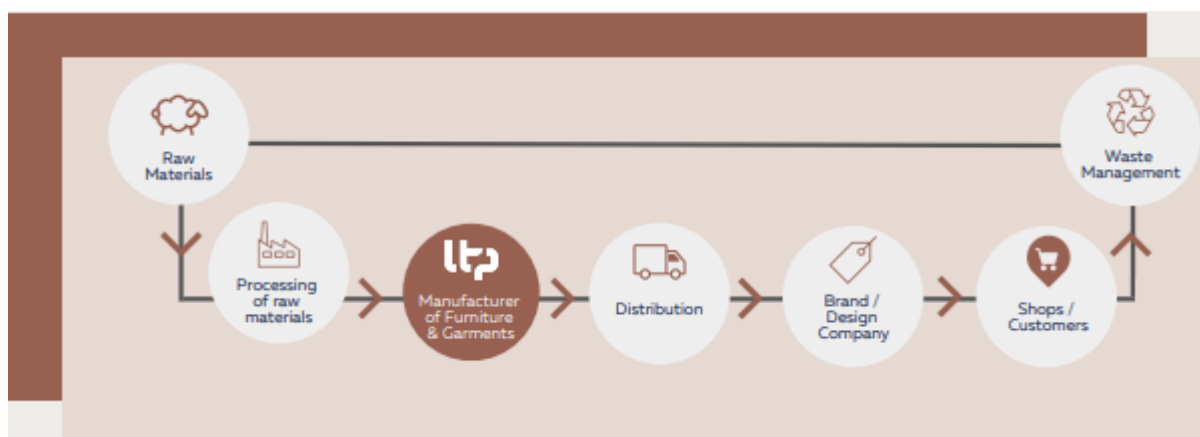 Raw
Materials
Waste
Management
Processing
of raw
materials
ltp
Manufacturer
of Furniture
& Garments
Distribution
Brand /
Design
Company
Shops /
Customers